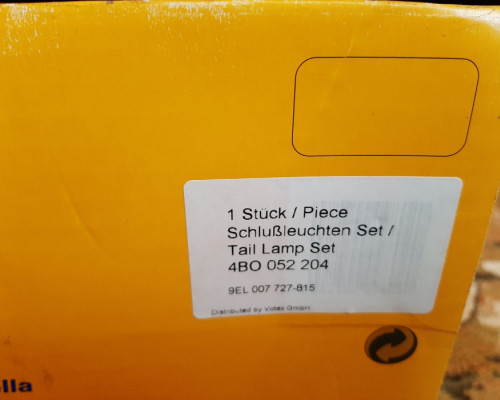 1 Stück / Piece
Schlußleuchten Set /
Tail Lamp Set
4BO 052 204
9EL 007 727-815
Distributed by Votex GmbH
ella